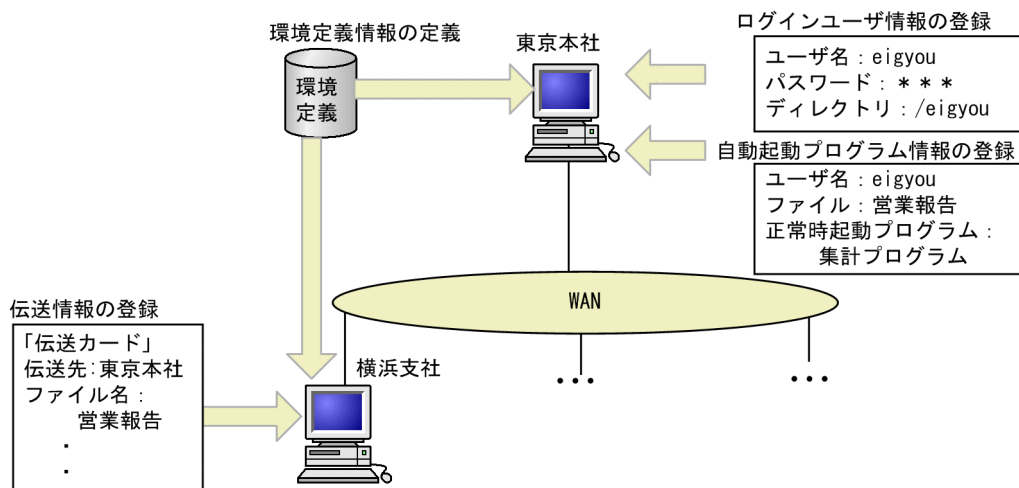 環境定義情報の定義
環境
定義
東京本社
ログインユーザ情報の登録
ユーザ名：eigyou
パスワード：＊＊＊
ディレクトリ：/eigyou
自動起動プログラム情報の登録
ユーザ名：eigyou
ファイル：営業報告
正常時起動プログラム：
集計プログラム
WAN
伝送情報の登録
「伝送カード」
伝送先:東京本社
ファイル名：
営業報告
・
・
横浜支社
・・・
・・・